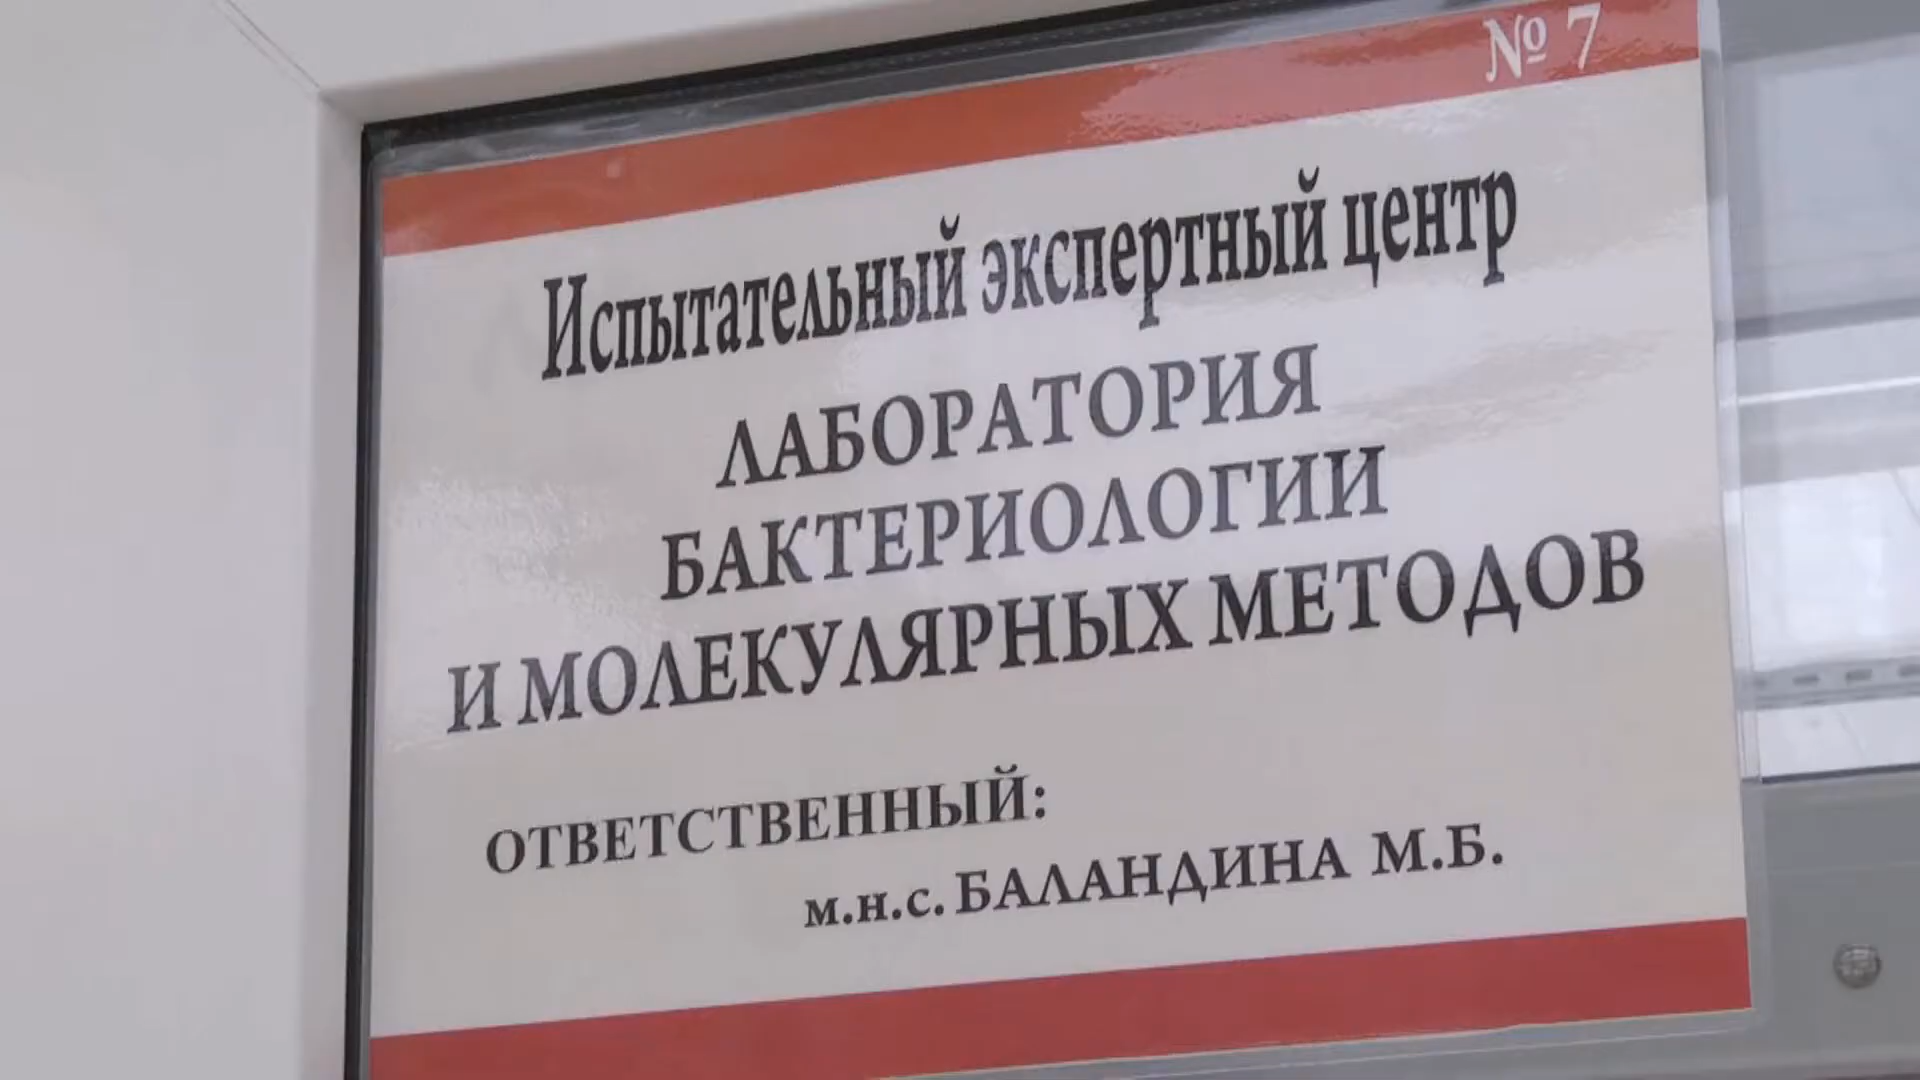 № 7
Испытательный экспертный центр
ЛАБОРАТОРИЯ
БАКТЕРИОЛОГИИ
И МОЛЕКУЛЯРНЫХ МЕТОДОВ
ОТВЕТСТВЕННЫЙ:
м.н.с. БАЛАНДИНА М.Б.